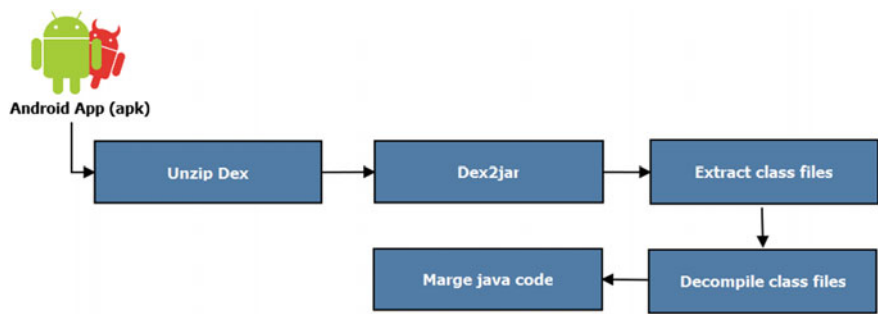 Android App (apk)
Unzip Dex
Dex2jar
Extract class files
Decompile class files
Marge java code